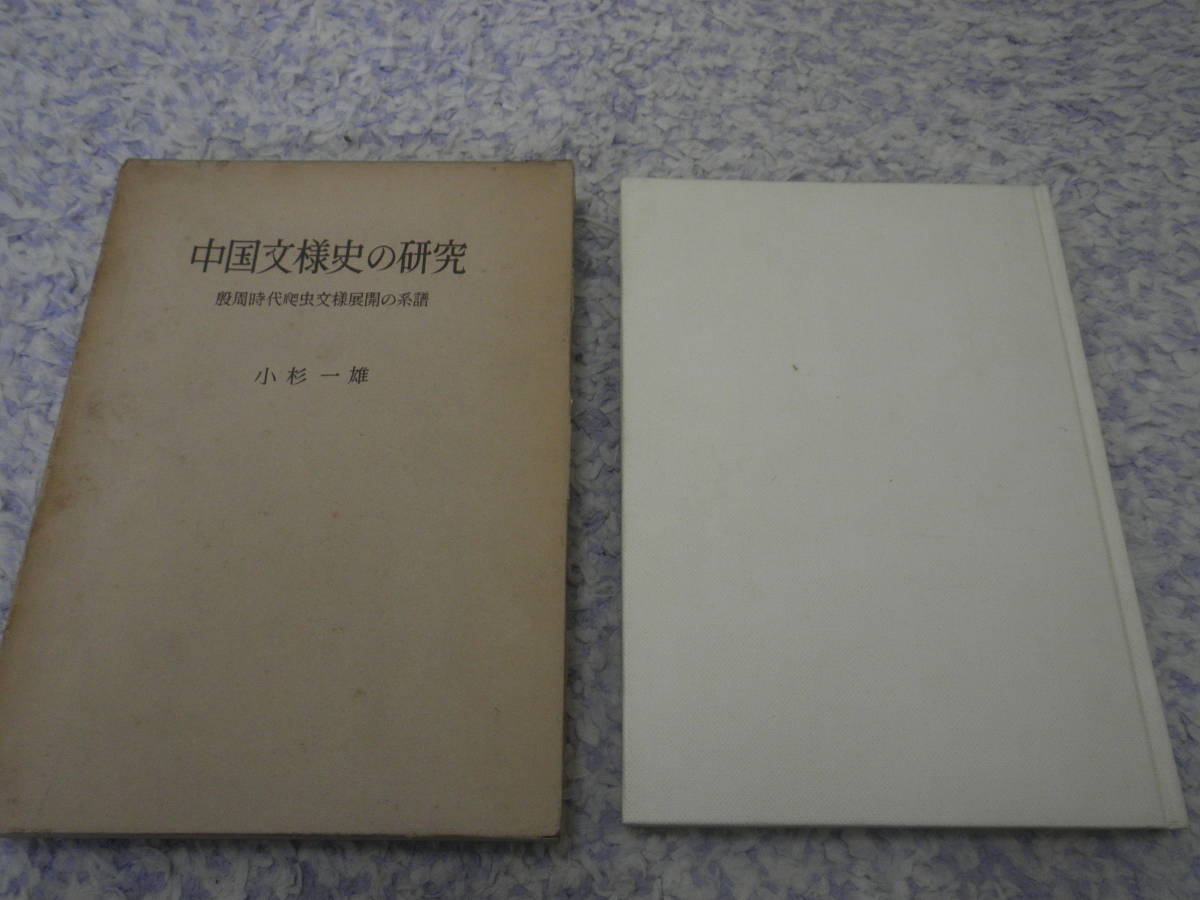 中国文様史の研究
殷周時代爬虫文様展開の系譜
小杉一雄